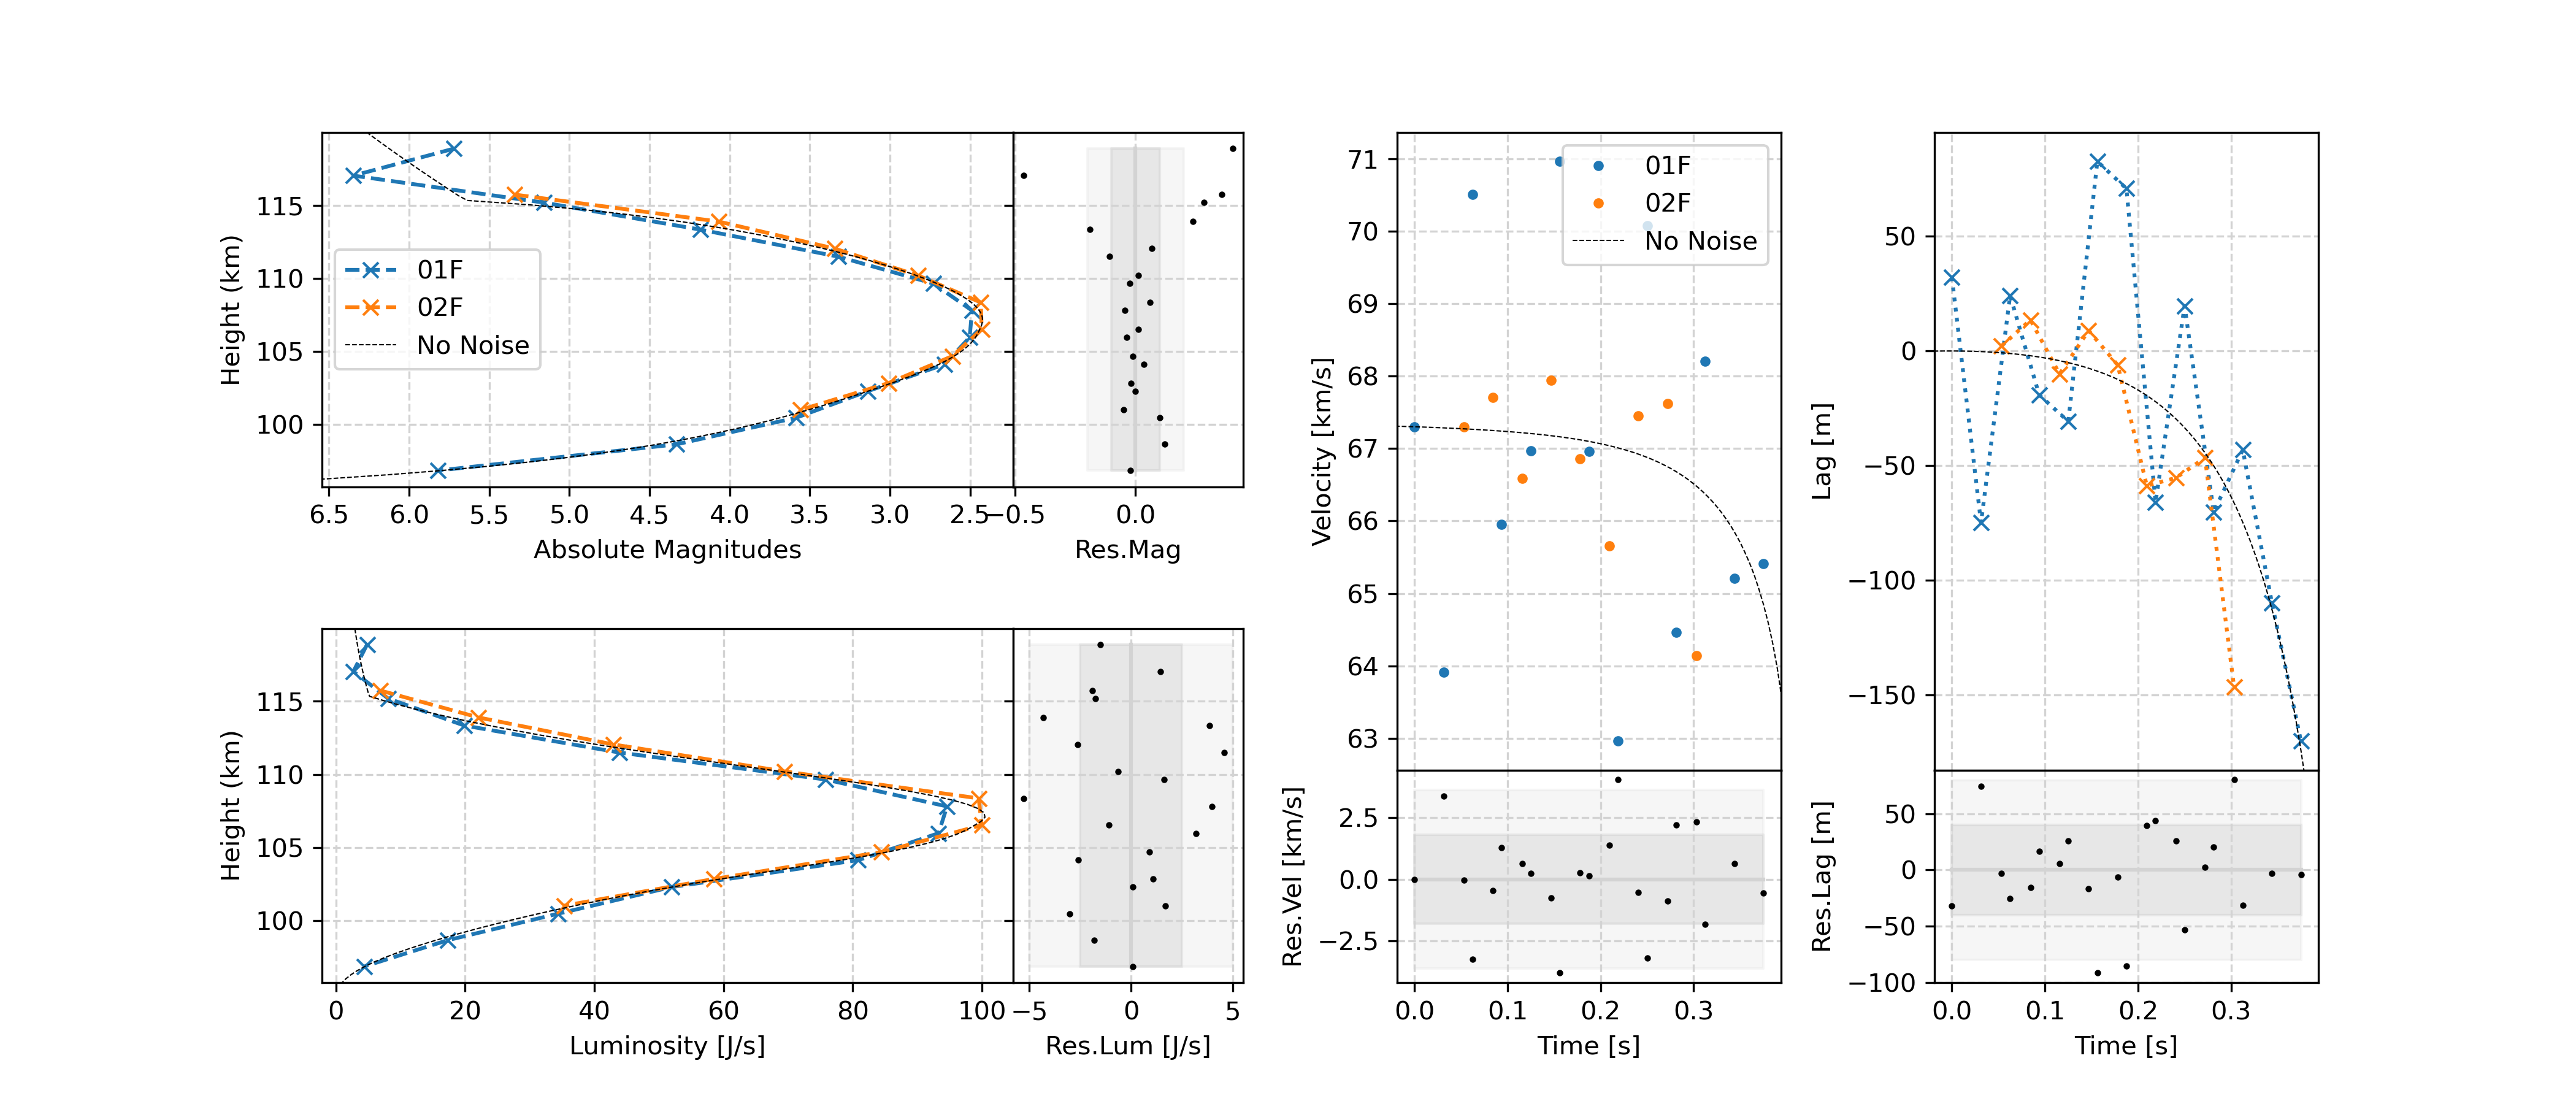 115
110
105
100
Height (km)
01F
02F
No Noise
6.5 6.0 5.5 5.0 4.5 4.0 3.5 3.0 2.5
Absolute Magnitudes
−0.5 0.0
Res.Mag
115
110
105
100
Height (km)
0 20 40 60 80 100
Luminosity [J/s]
−5 0 5
Res.Lum [J/s]
71
70
69
68
67
66
65
64
63
Velocity [km/s]
01F
02F
No Noise
2.5
0.0
−2.5
Res.Vel [km/s]
0.0 0.1 0.2 0.3
Time [s]
50
0
−50
−100
−150
Lag [m]
50
0
−50
−100
Res.Lag [m]
0.0 0.1 0.2 0.3
Time [s]